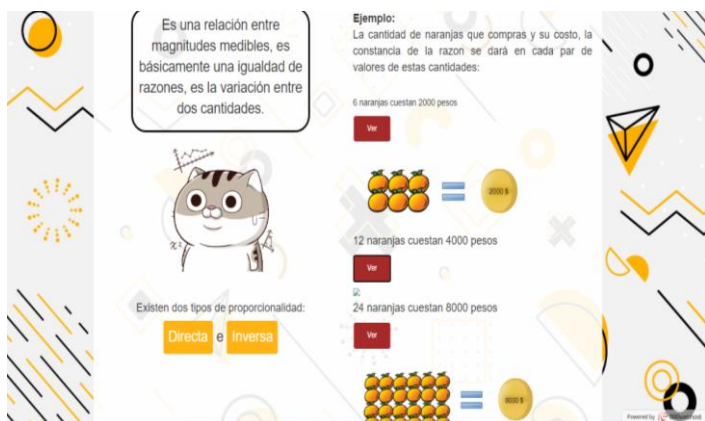 Es una relación entre
magnitudes medibles, es
básicamente una igualdad de
razones, es la variación entre
dos cantidades.
Existen dos tipos de proporcionalidad:
Directa e Inversa
Ejemplo:
La cantidad de naranjas que compras y su costo, la
constancia de la razon se dará en cada par de
valores de estas cantidades:
6 naranjas cuestan 2000 pesos
Ver
2000 $
12 naranjas cuestan 4000 pesos
Ver
24 naranjas cuestan 8000 pesos
Ver
8000 $
Powered by